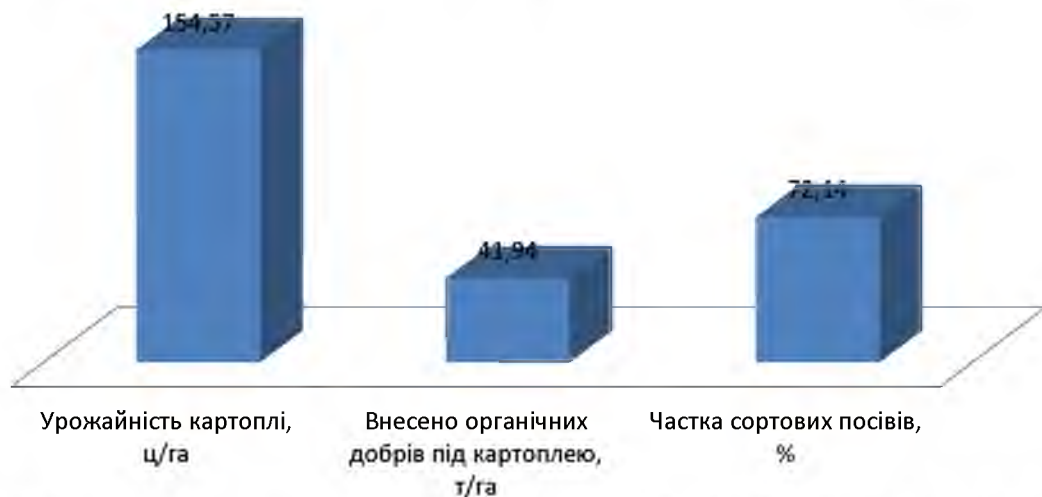 154,57
72,14
41,94
Урожайність картоплі,
ц/га
Внесено органічних
добрів під картоплею,
т/га
Частка сортових посівів,
%